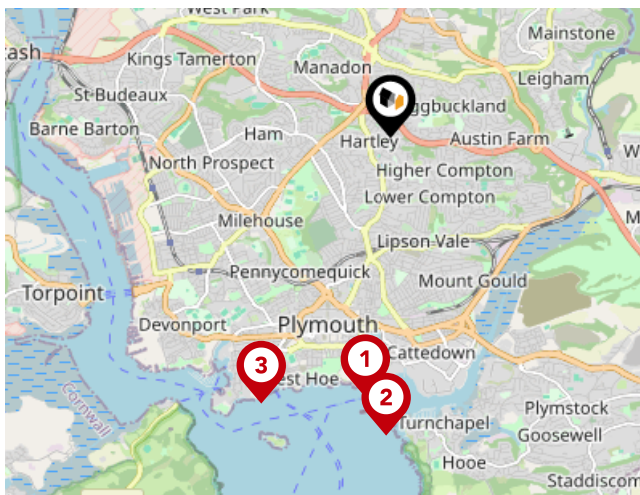 West Park
Mainstone
ash
Kings Tamerton
Manadon
Leigham
St Budeaux
ggbuckland
Barne Barton
Ham
Hartley
Austin Farm
North Prospect
Higher Compton
W
Lower Compton
M
Milehouse
Lipson Vale
Pennycomequick
Mount Gould
Torpoint
Devonport
Plymouth
1
Cattedown
3
est Hoe
2
Cornwall
Plymstock
Turnchapel
Goosewell
Hooe
Staddiscom